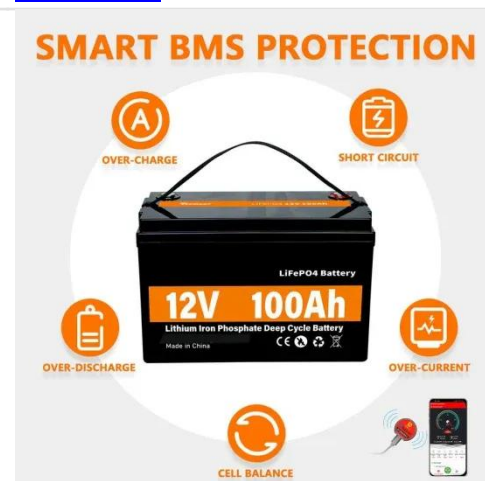 SMART BMS PROTECTION
OVER-CHARGE
SHORT CIRCUIT
LiFePO4 Battery
12V 100Ah
Lithium Iron Phosphate Deep Cycle Battery
Made in China
CE
OVER-DISCHARGE
OVER-CURRENT
CELL BALANCE